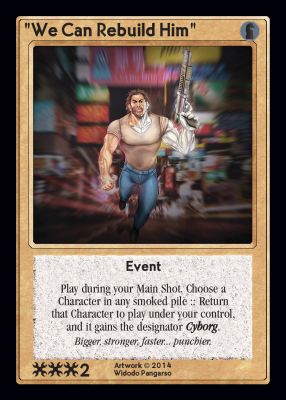 "We Can Rebuild Him"
Event
Play during your Main Shot. Choose a
Character in any smoked pile :: Return
that Character to play under your control,
and it gains the designator Cyborg.
Bigger, stronger, faster... punchier.
2
Artwork © 2014
Widodo Pangarso